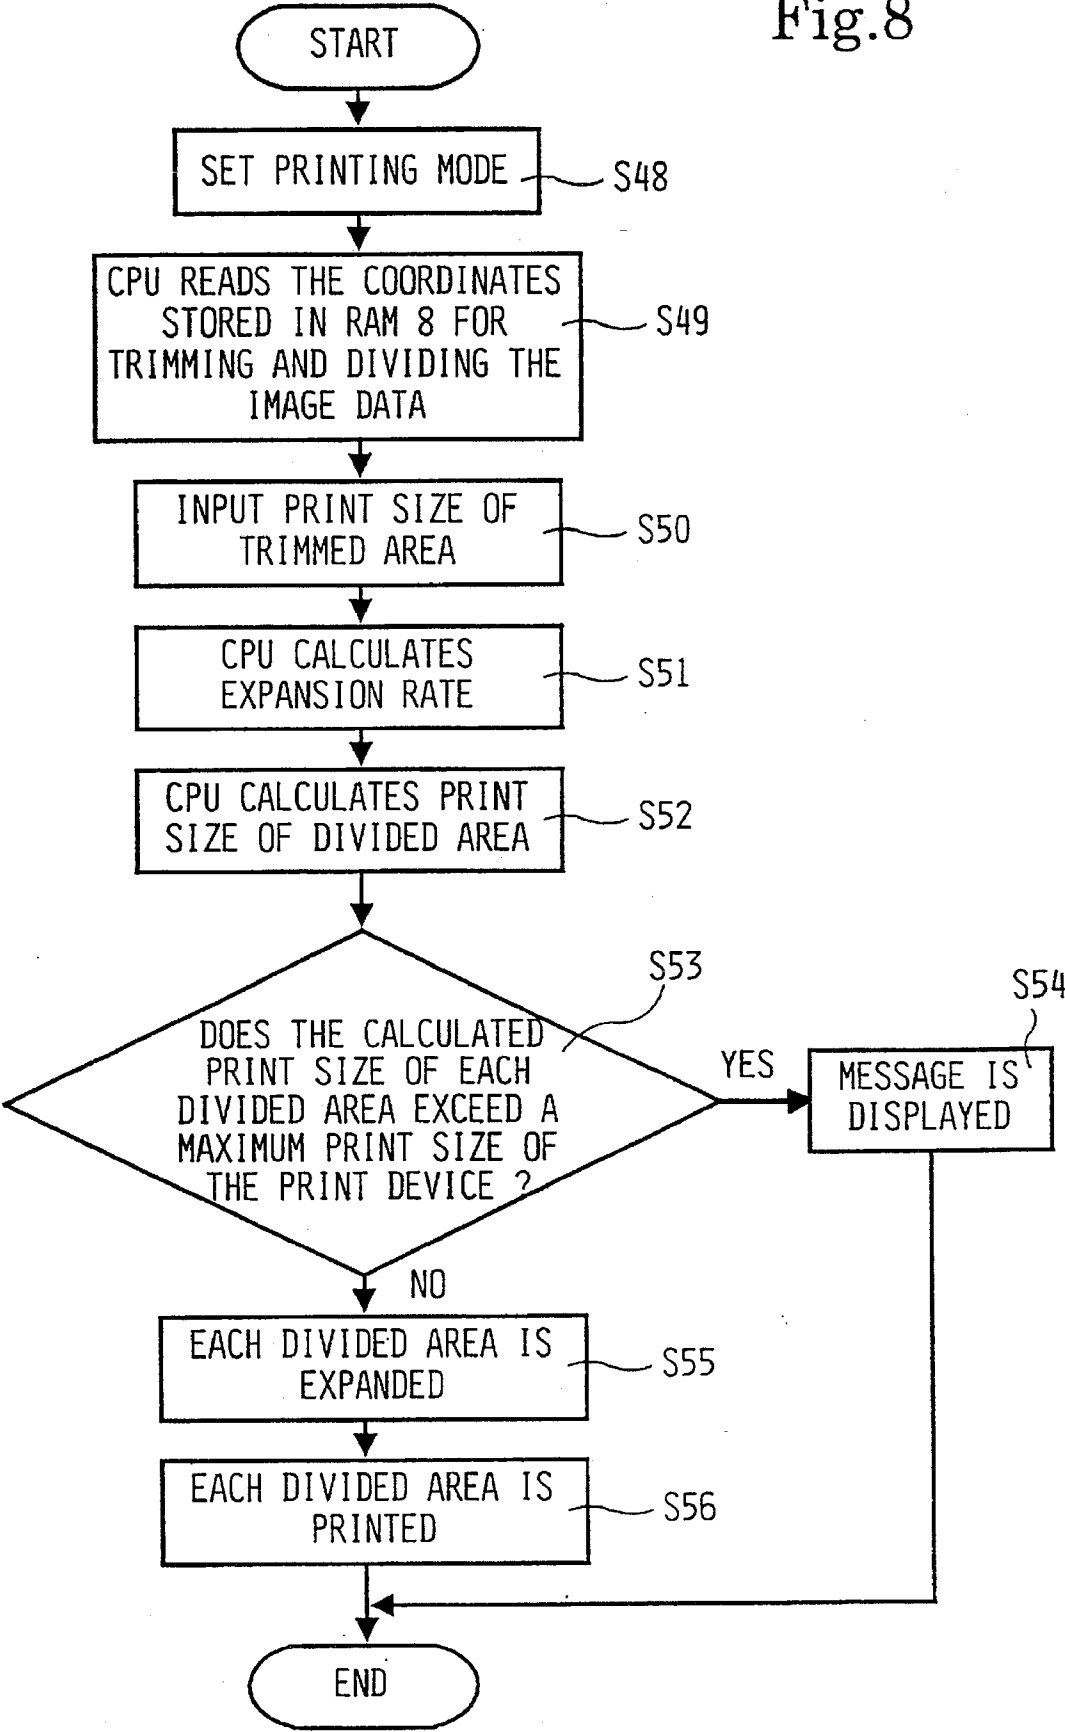 Fig.8
START
SET PRINTING MODE
S48
CPU READS THE COORDINATES
STORED IN RAM 8 FOR
TRIMMING AND DIVIDING THE
IMAGE DATA
S49
INPUT PRINT SIZE OF
TRIMMED AREA
S50
CPU CALCULATES
EXPANSION RATE
S51
CPU CALCULATES PRINT
SIZE OF DIVIDED AREA
S52
S53
DOES THE CALCULATED
PRINT SIZE OF EACH
DIVIDED AREA EXCEED A
MAXIMUM PRINT SIZE OF
THE PRINT DEVICE ?
YES
S54
MESSAGE IS
DISPLAYED
NO
EACH DIVIDED AREA IS
EXPANDED
S55
EACH DIVIDED AREA IS
PRINTED
S56
END